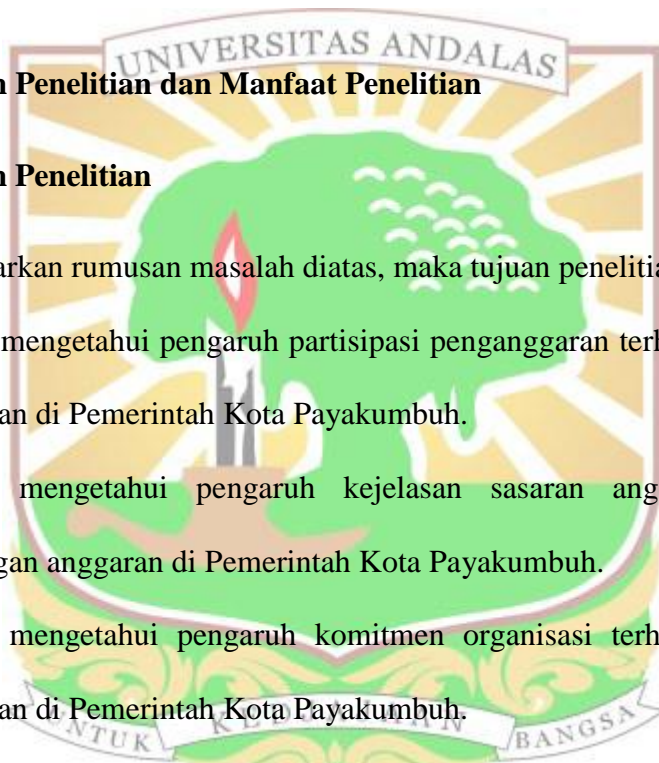 UNIVERSITAS ANDALAS
n Penelitian dan Manfaat Penelitian
n Penelitian
arkan rumusan masalah diatas, maka tujuan penelitia
mengetahui pengaruh partisipasi penganggaran terh
an di Pemerintah Kota Payakumbuh.
mengetahui pengaruh kejelasan sasaran ang
gan anggaran di Pemerintah Kota Payakumbuh.
mengetahui pengaruh komitmen organisasi terh
an di Pemerintah Kota Payakumbuh.
UNTUK KEDJAJAAN BANGSA